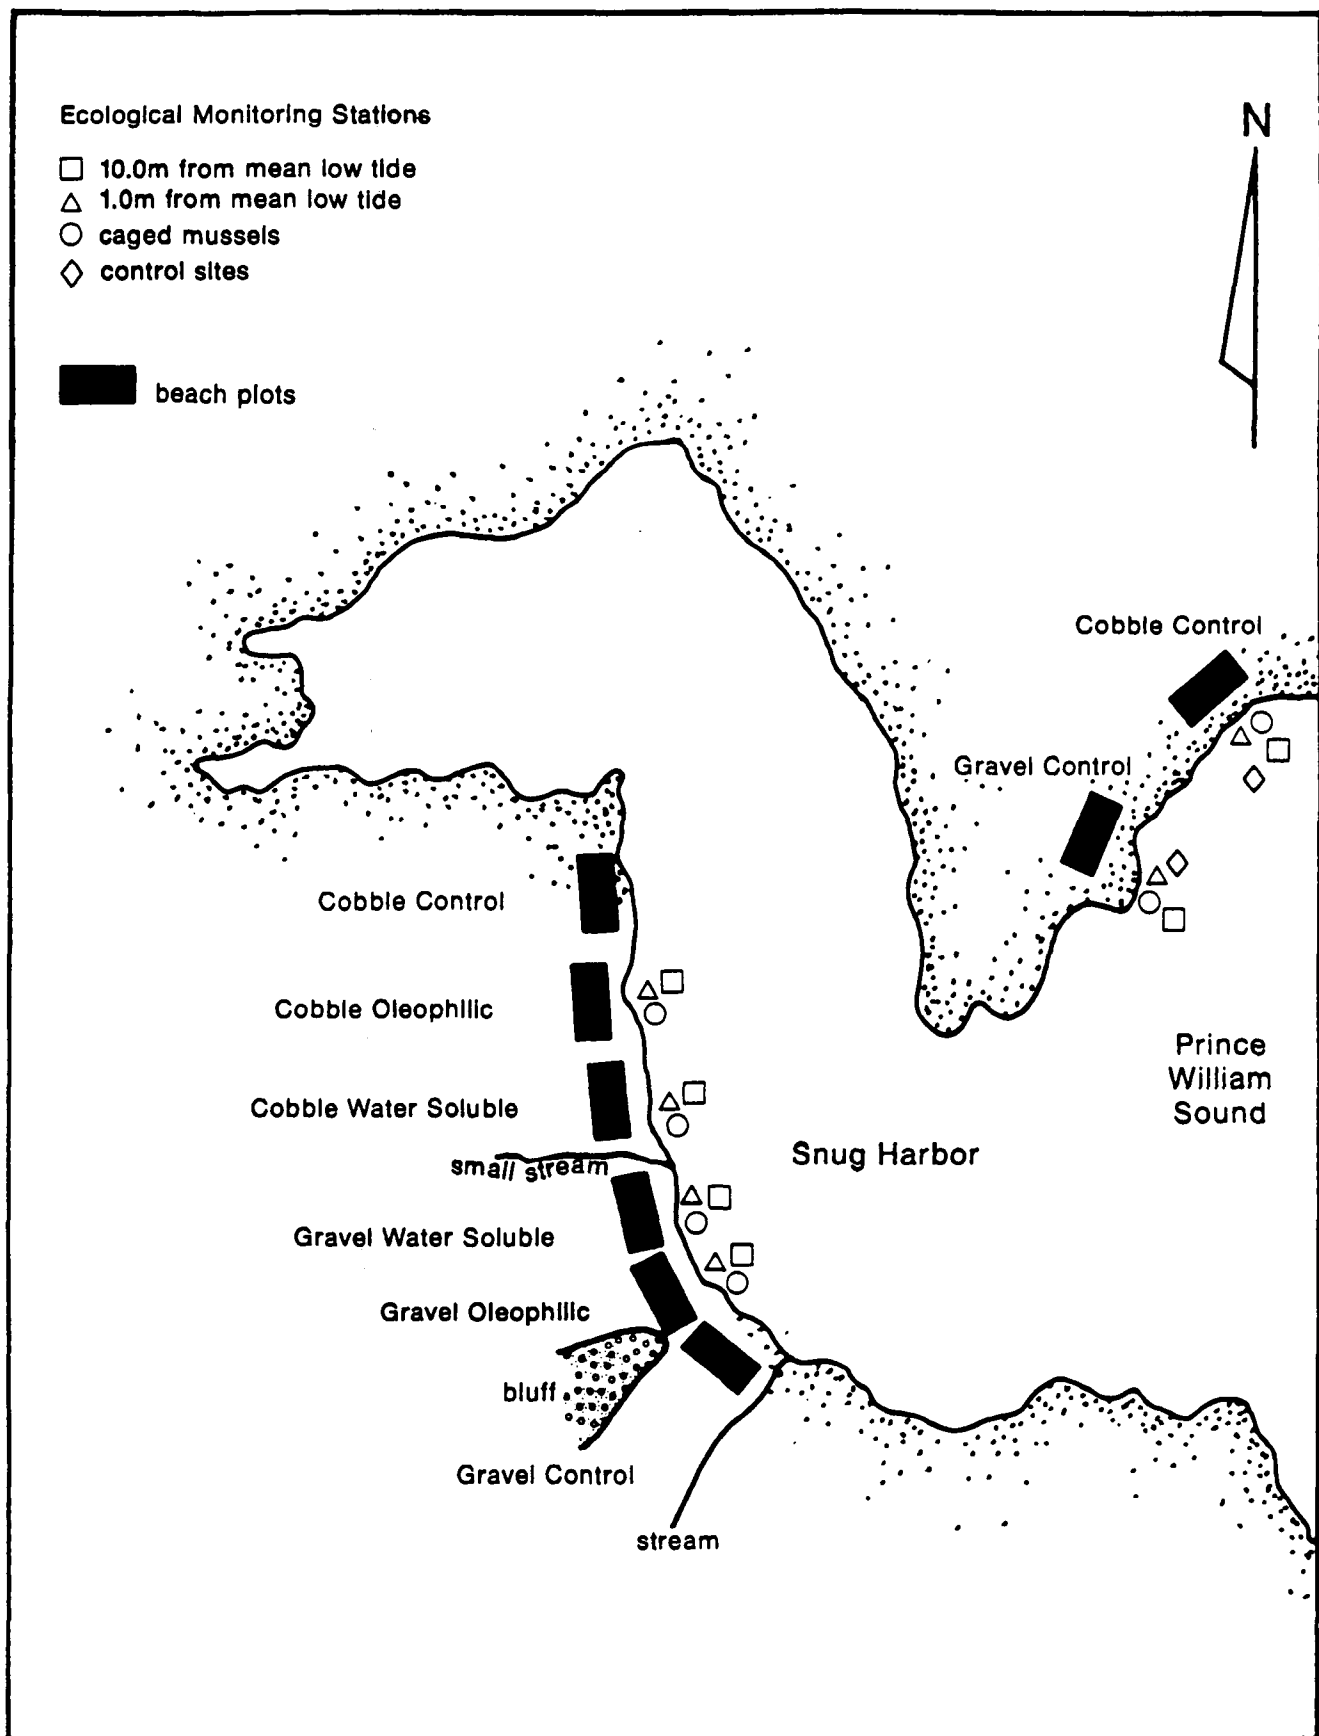 Ecological Monitoring Stations
10.0m from mean low tide
1.0m from mean low tide
caged mussels
control sites
beach plots
N
Cobble Control
Gravel Control
Cobble Control
Cobble Oleophilic
Cobble Water Soluble
small stream
Gravel Water Soluble
Gravel Oleophilic
bluff
Gravel Control
stream
Snug Harbor
Prince
William
Sound